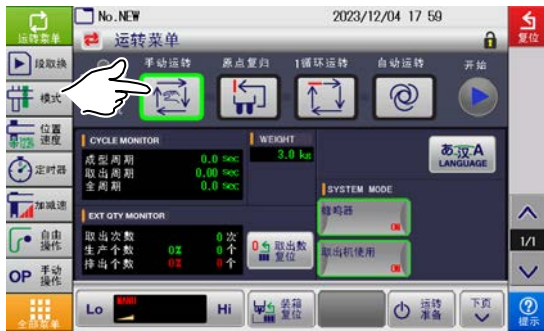 No.NEW 2023/12/04 17 59
运转菜单 复位
运转菜单
段取换 手动运转 原点复归 1循环运转 自动运转 开始
模式
位置
速度
CYCLE MONITOR WEIGHT
成型周期 0.0 sec 3.0 kg
取出周期 0.00 sec
全周期 0.0 sec
あ汉A
LANGUAGE
定时器
SYSTEM MODE
加减速
蜂鸣器
ON
EXT QTY MONITOR
取出次数 0 次
生产个数 0% 0 个
排出个数 0% 0 个
0 取出数
复位
取出机使用
ON
1/1
自由
操作
OP 手动
操作
全部菜单
Lo Hi
装箱
复位
运转
准备
下页
提示